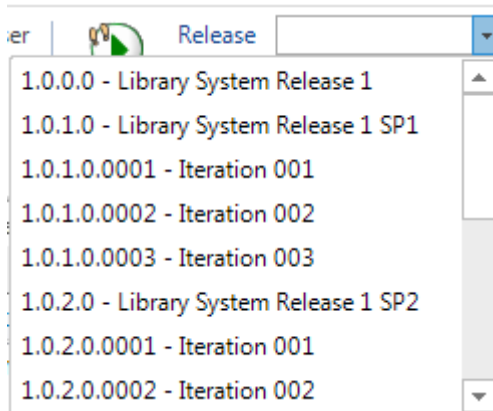 er Release
1.0.0.0 - Library System Release 1
1.0.1.0 - Library System Release 1 SP1
1.0.1.0.0001 - Iteration 001
1.0.1.0.0002 - Iteration 002
1.0.1.0.0003 - Iteration 003
1.0.2.0 - Library System Release 1 SP2
1.0.2.0.0001 - Iteration 001
1.0.2.0.0002 - Iteration 002